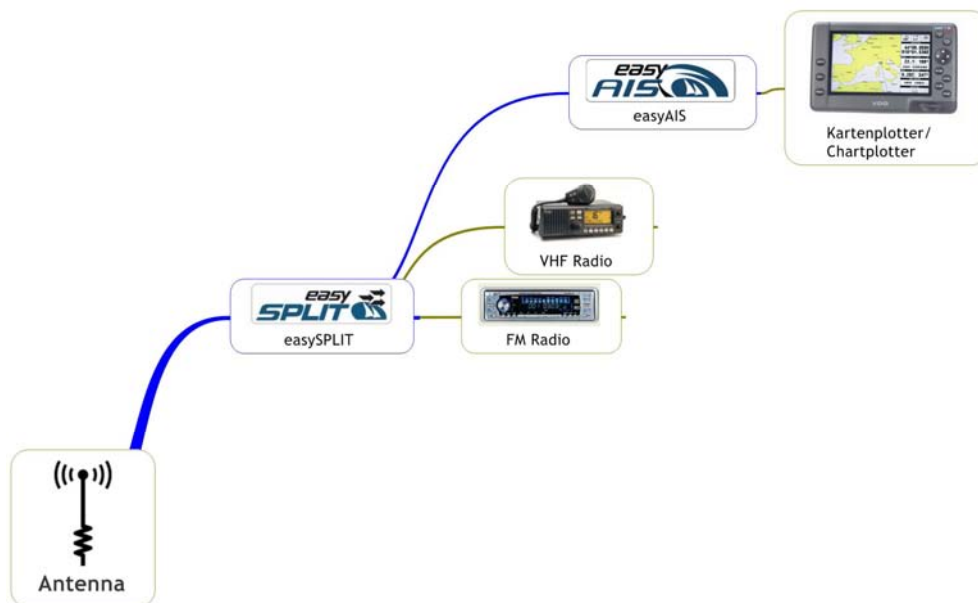 easy
AIS
easyAIS
Kartenplotter/
Chartplotter
VHF Radio
easy
SPLIT
easySPLIT
FM Radio
Antenna